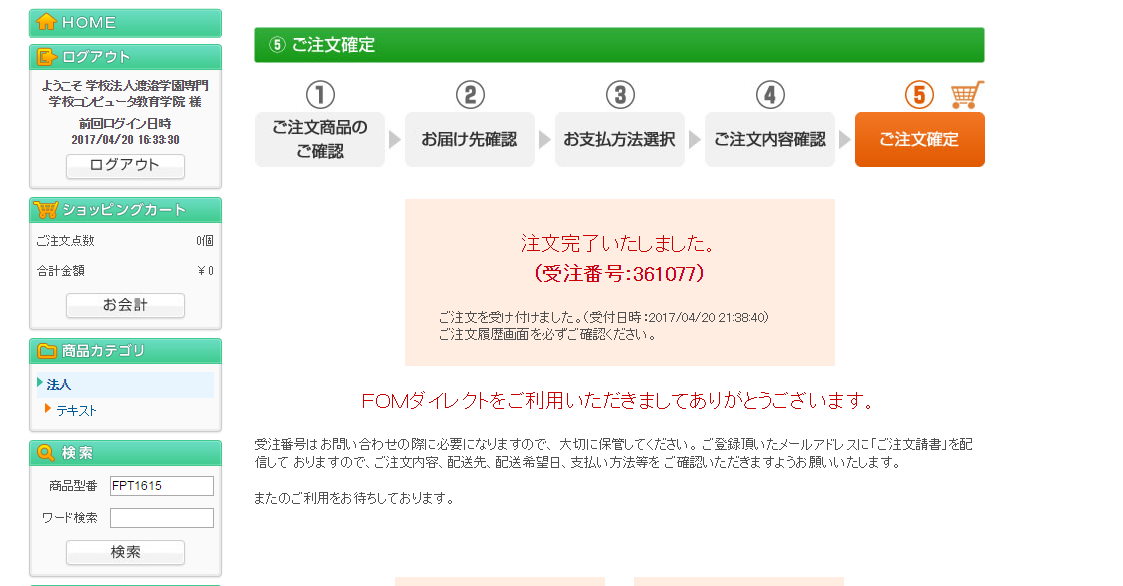 HOME
ログアウト
ようこそ 学校法人渡辺学園専門
学校コンピュータ教育学院 様
前回ログイン日時
2017/04/20 16:33:30
ログアウト
ショッピングカート
ご注文点数 0個
合計金額 ¥0
お会計
商品カテゴリ
法人
テキスト
検索
商品型番 FPT1615
ワード検索
検索
⑤ ご注文確定
① ② ③ ④ ⑤
ご注文商品の
ご確認
お届け先確認
お支払方法選択
ご注文内容確認
ご注文確定
注文完了いたしました。
(受注番号:361077)
ご注文を受け付けました。(受付日時:2017/04/20 21:38:40)
ご注文履歴画面を必ずご確認ください。
FOMダイレクトをご利用いただきましてありがとうございます。
受注番号はお問い合わせの際に必要になりますので、大切に保管してください。ご登録頂いたメールアドレスに「ご注文請書」を配
信して おりますので、ご注文内容、配送先、配送希望日、支払い方法等を ご確認いただきますようお願いいたします。
またのご利用をお待ちしております。